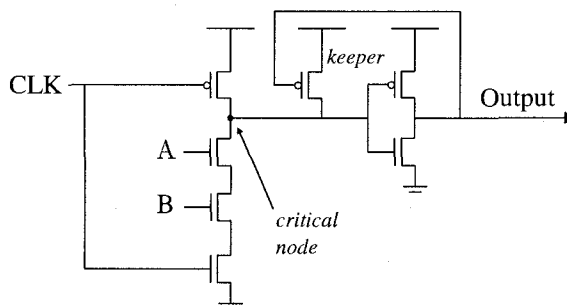 keeper
CLK
Output
A
B
critical
node